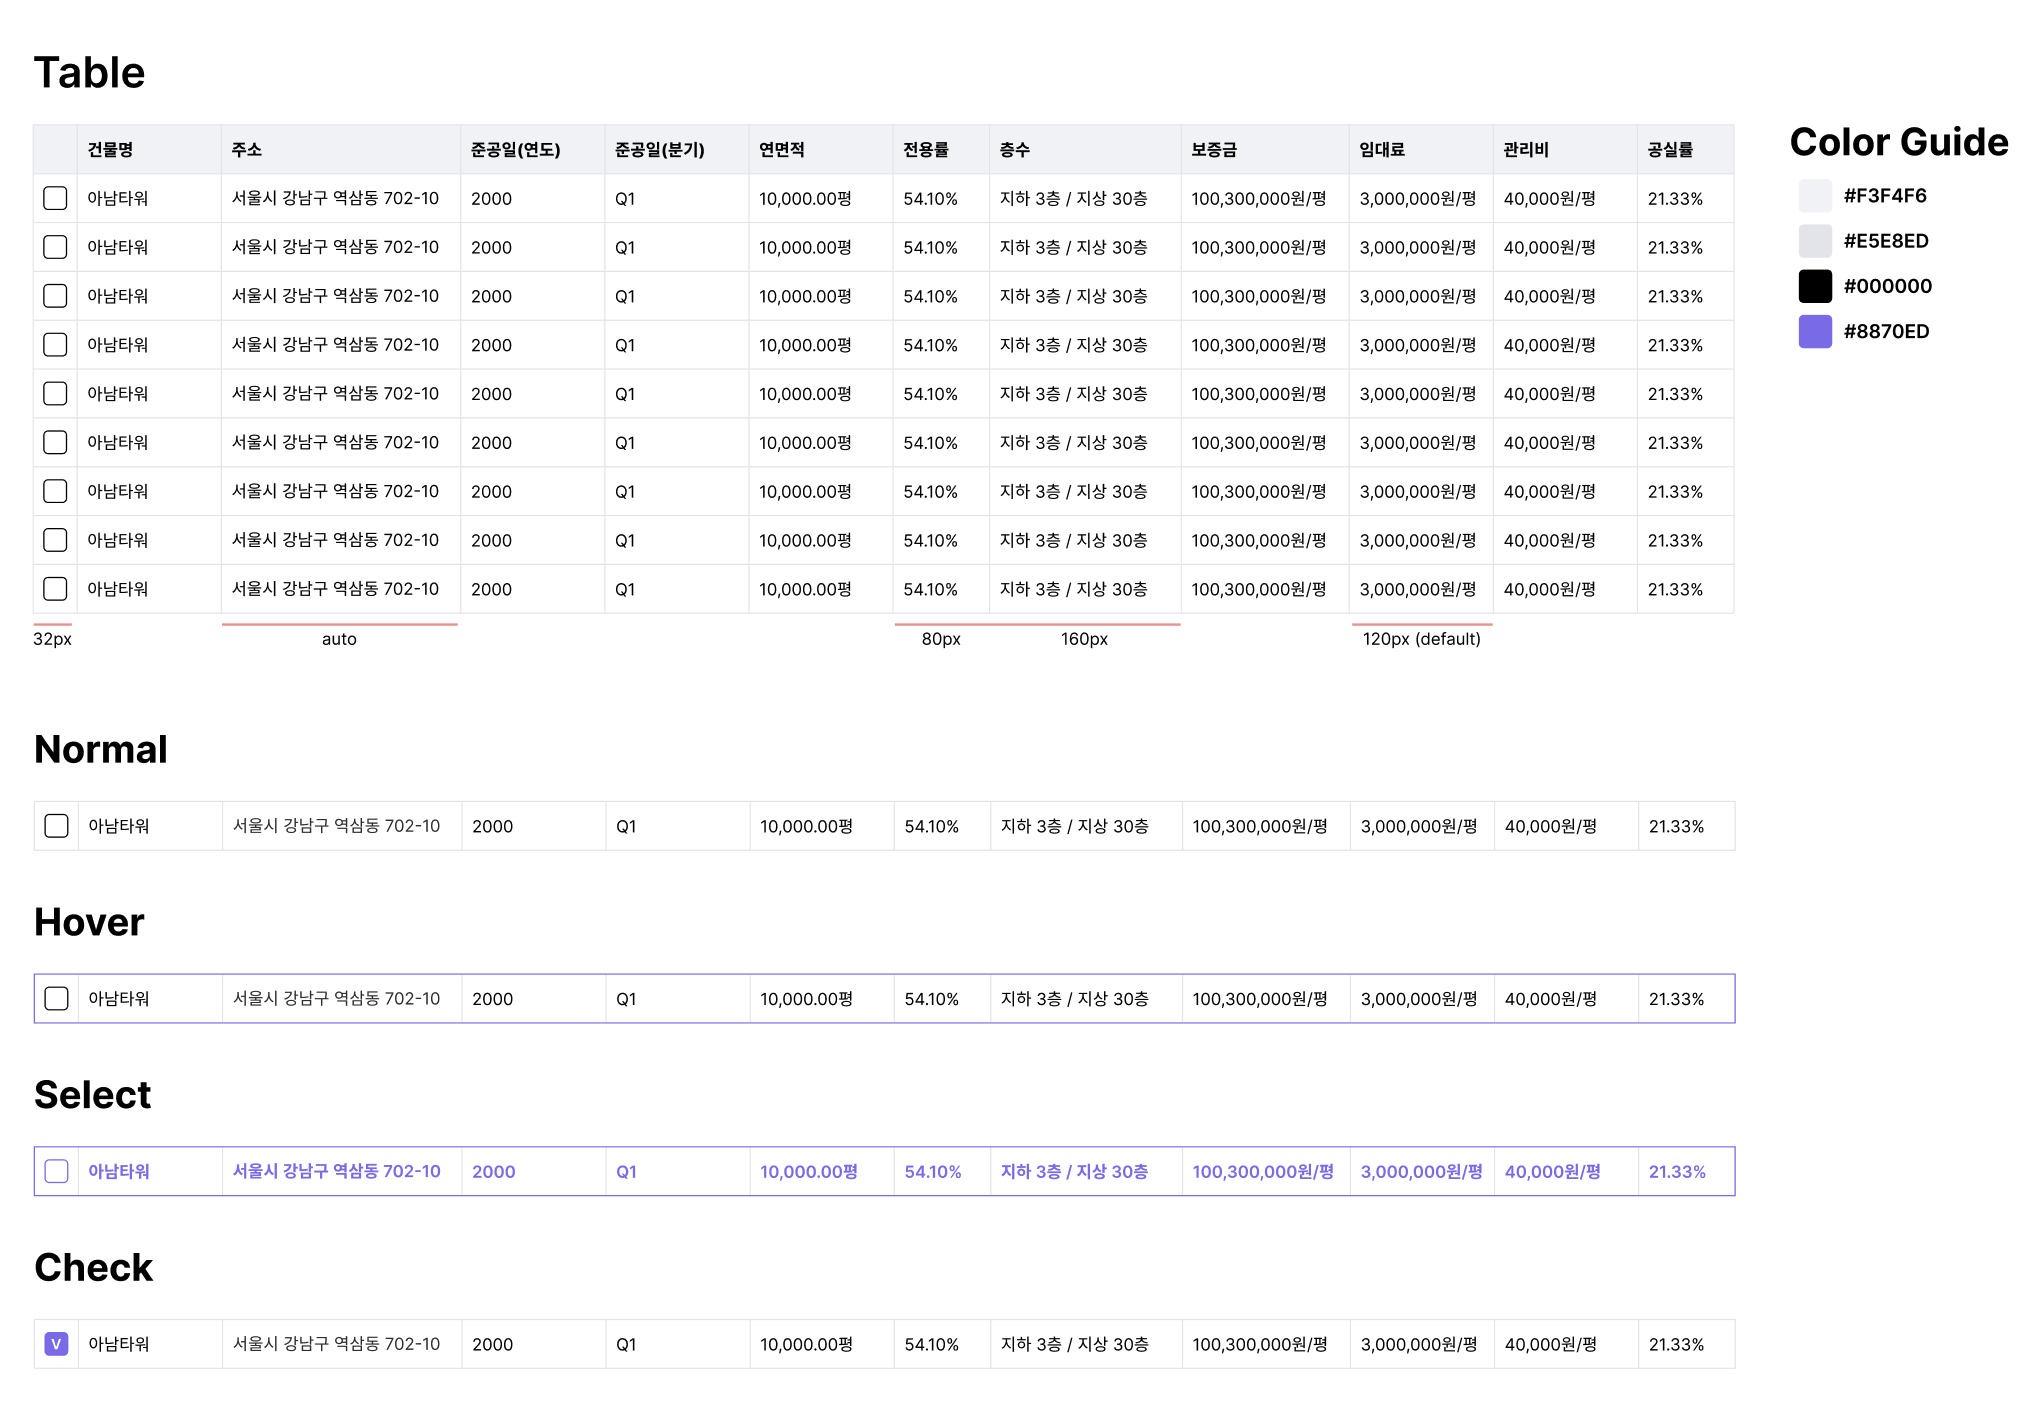 Table
건물명 주소 준공일(연도) 준공일(분기) 연면적 전용률 층수 보증금 임대료 관리비 공실률
아남타워 서울시 강남구 역삼동 702-10 2000 Q1 10,000.00평 54.10% 지하 3층 / 지상 30층 100,300,000원/평 3,000,000원/평 40,000원/평 21.33%
아남타워 서울시 강남구 역삼동 702-10 2000 Q1 10,000.00평 54.10% 지하 3층 / 지상 30층 100,300,000원/평 3,000,000원/평 40,000원/평 21.33%
아남타워 서울시 강남구 역삼동 702-10 2000 Q1 10,000.00평 54.10% 지하 3층 / 지상 30층 100,300,000원/평 3,000,000원/평 40,000원/평 21.33%
아남타워 서울시 강남구 역삼동 702-10 2000 Q1 10,000.00평 54.10% 지하 3층 / 지상 30층 100,300,000원/평 3,000,000원/평 40,000원/평 21.33%
아남타워 서울시 강남구 역삼동 702-10 2000 Q1 10,000.00평 54.10% 지하 3층 / 지상 30층 100,300,000원/평 3,000,000원/평 40,000원/평 21.33%
아남타워 서울시 강남구 역삼동 702-10 2000 Q1 10,000.00평 54.10% 지하 3층 / 지상 30층 100,300,000원/평 3,000,000원/평 40,000원/평 21.33%
아남타워 서울시 강남구 역삼동 702-10 2000 Q1 10,000.00평 54.10% 지하 3층 / 지상 30층 100,300,000원/평 3,000,000원/평 40,000원/평 21.33%
아남타워 서울시 강남구 역삼동 702-10 2000 Q1 10,000.00평 54.10% 지하 3층 / 지상 30층 100,300,000원/평 3,000,000원/평 40,000원/평 21.33%
아남타워 서울시 강남구 역삼동 702-10 2000 Q1 10,000.00평 54.10% 지하 3층 / 지상 30층 100,300,000원/평 3,000,000원/평 40,000원/평 21.33%
32px auto 80px 160px 120px (default)
Color Guide
#F3F4F6
#E5E8ED
#000000
#8870ED
Normal
아남타워 서울시 강남구 역삼동 702-10 2000 Q1 10,000.00평 54.10% 지하 3층 / 지상 30층 100,300,000원/평 3,000,000원/평 40,000원/평 21.33%
Hover
아남타워 서울시 강남구 역삼동 702-10 2000 Q1 10,000.00평 54.10% 지하 3층 / 지상 30층 100,300,000원/평 3,000,000원/평 40,000원/평 21.33%
Select
아남타워 서울시 강남구 역삼동 702-10 2000 Q1 10,000.00평 54.10% 지하 3층 / 지상 30층 100,300,000원/평 3,000,000원/평 40,000원/평 21.33%
Check
V 아남타워 서울시 강남구 역삼동 702-10 2000 Q1 10,000.00평 54.10% 지하 3층 / 지상 30층 100,300,000원/평 3,000,000원/평 40,000원/평 21.33%